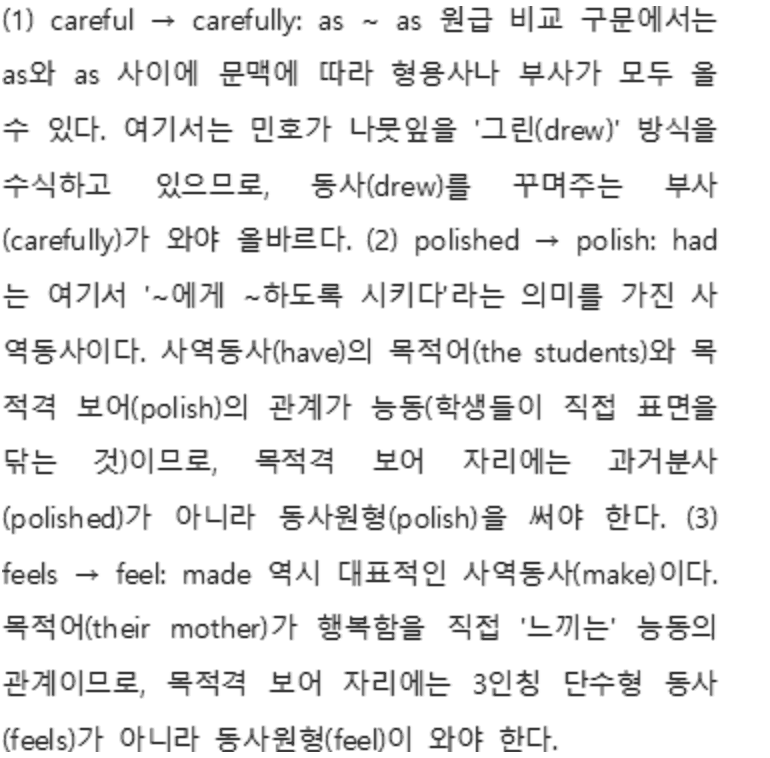 (1) careful → carefully: as ~ as 원급 비교 구문에서는
as와 as 사이에 문맥에 따라 형용사나 부사가 모두 올
수 있다. 여기서는 민호가 나뭇잎을 '그린(drew)' 방식을
수식하고 있으므로, 동사(drew)를 꾸며주는 부사
(carefully)가 와야 올바르다. (2) polished → polish: had
는 여기서 '~에게 ~하도록 시키다'라는 의미를 가진 사
역동사이다. 사역동사(have)의 목적어(the students)와 목
적격 보어(polish)의 관계가 능동(학생들이 직접 표면을
닦는 것)이므로, 목적격 보어 자리에는 과거분사
(polished)가 아니라 동사원형(polish)을 써야 한다. (3)
feels → feel: made 역시 대표적인 사역동사(make)이다.
목적어(their mother)가 행복함을 직접 '느끼는' 능동의
관계이므로, 목적격 보어 자리에는 3인칭 단수형 동사
(feels)가 아니라 동사원형(feel)이 와야 한다.